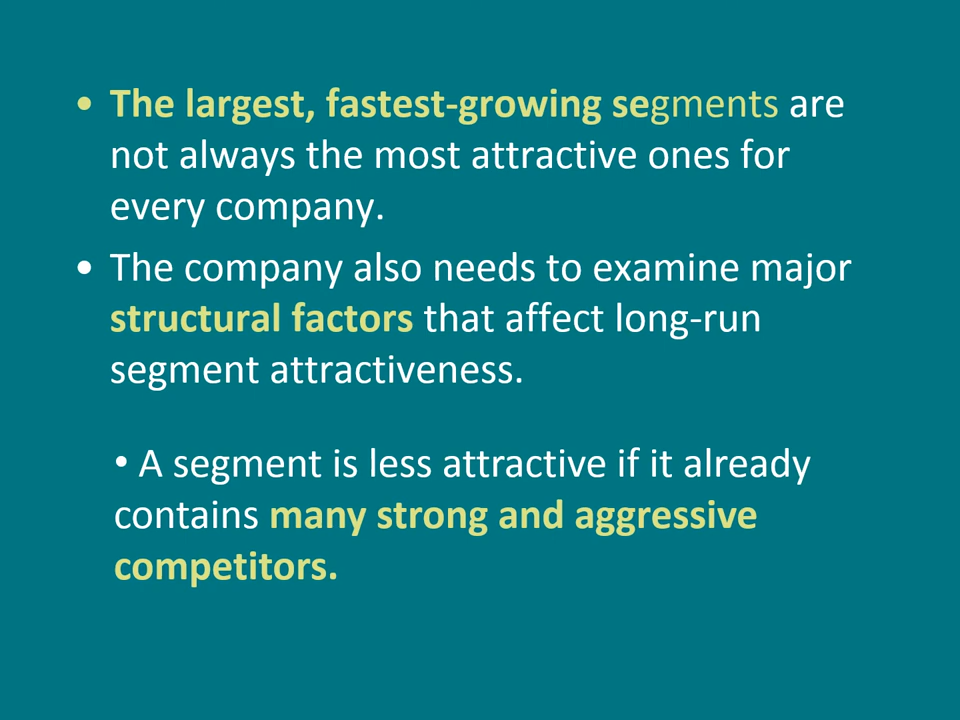 • The largest, fastest-growing segments are
not always the most attractive ones for
every company.
• The company also needs to examine major
structural factors that affect long-run
segment attractiveness.
• A segment is less attractive if it already
contains many strong and aggressive
competitors.